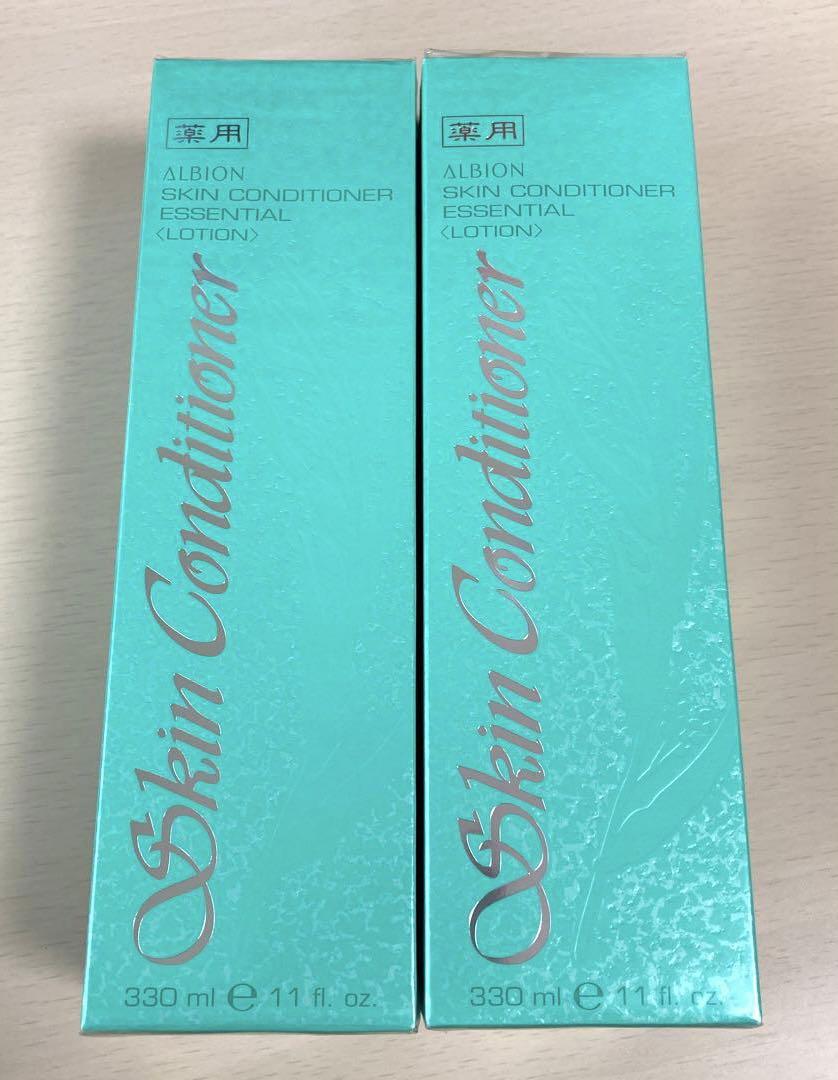 薬用
ALBION
SKIN CONDITIONER
ESSENTIAL
〈LOTION〉
Skin Conditioner
330 ml ℮ 11 fl. oz.
薬用
ALBION
SKIN CONDITIONER
ESSENTIAL
〈LOTION〉
Skin Conditioner
330 ml ℮ 11 fl. oz.